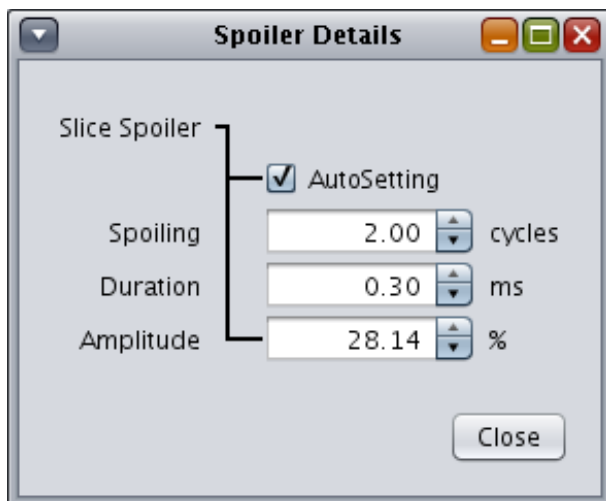 Spoiler Details
Slice Spoiler
AutoSetting
Spoiling 2.00 cycles
Duration 0.30 ms
Amplitude 28.14 %
Close